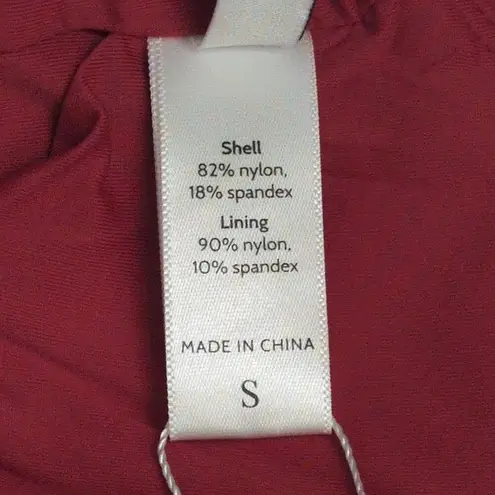 Shell
82% nylon,
18% spandex
Lining
90% nylon,
10% spandex
MADE IN CHINA
S